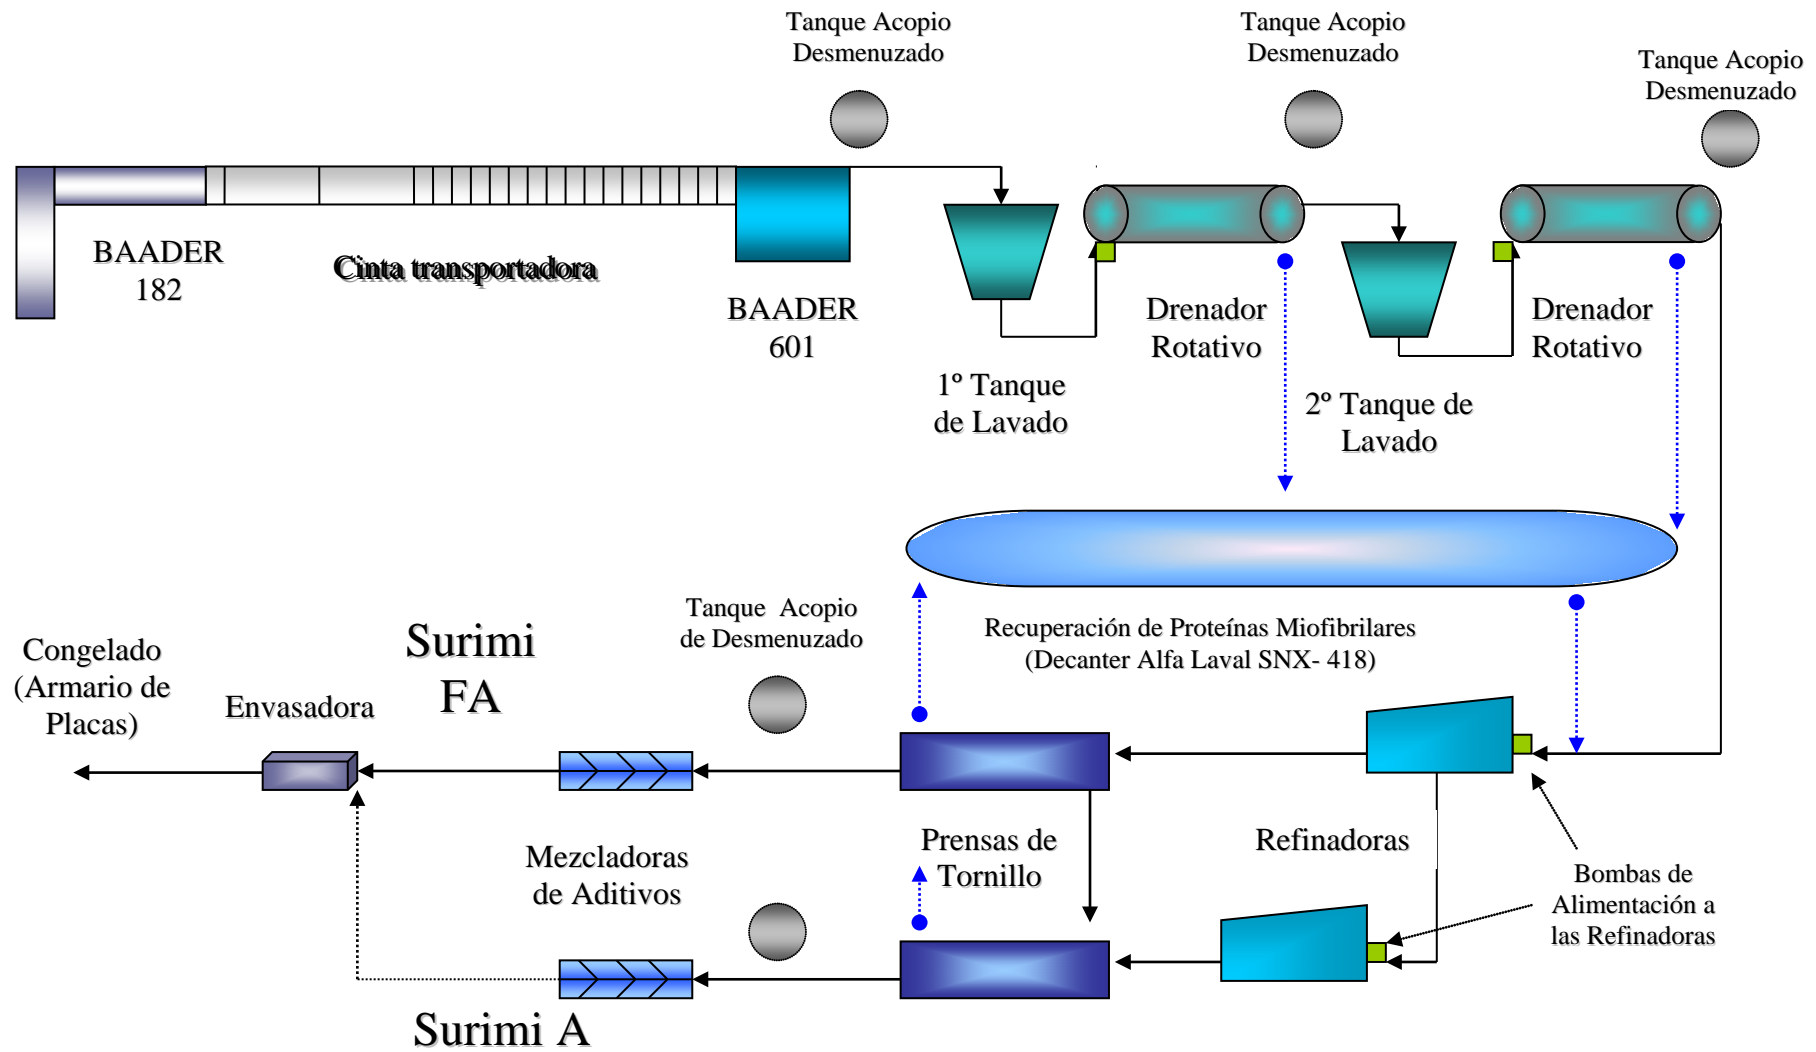 Tanque Acopio
Desmenuzado
Tanque Acopio
Desmenuzado
Tanque Acopio
Desmenuzado
BAADER
182
Cinta transportadora
BAADER
601
Drenador
Rotativo
Drenador
Rotativo
1º Tanque
de Lavado
2º Tanque de
Lavado
Tanque Acopio
de Desmenuzado
Recuperación de Proteínas Miofibrilares
(Decanter Alfa Laval SNX- 418)
Surimi
FA
Congelado
(Armario de
Placas)
Envasadora
Mezcladoras
de Aditivos
Prensas de
Tornillo
Refinadoras
Bombas de
Alimentación a
las Refinadoras
Surimi A